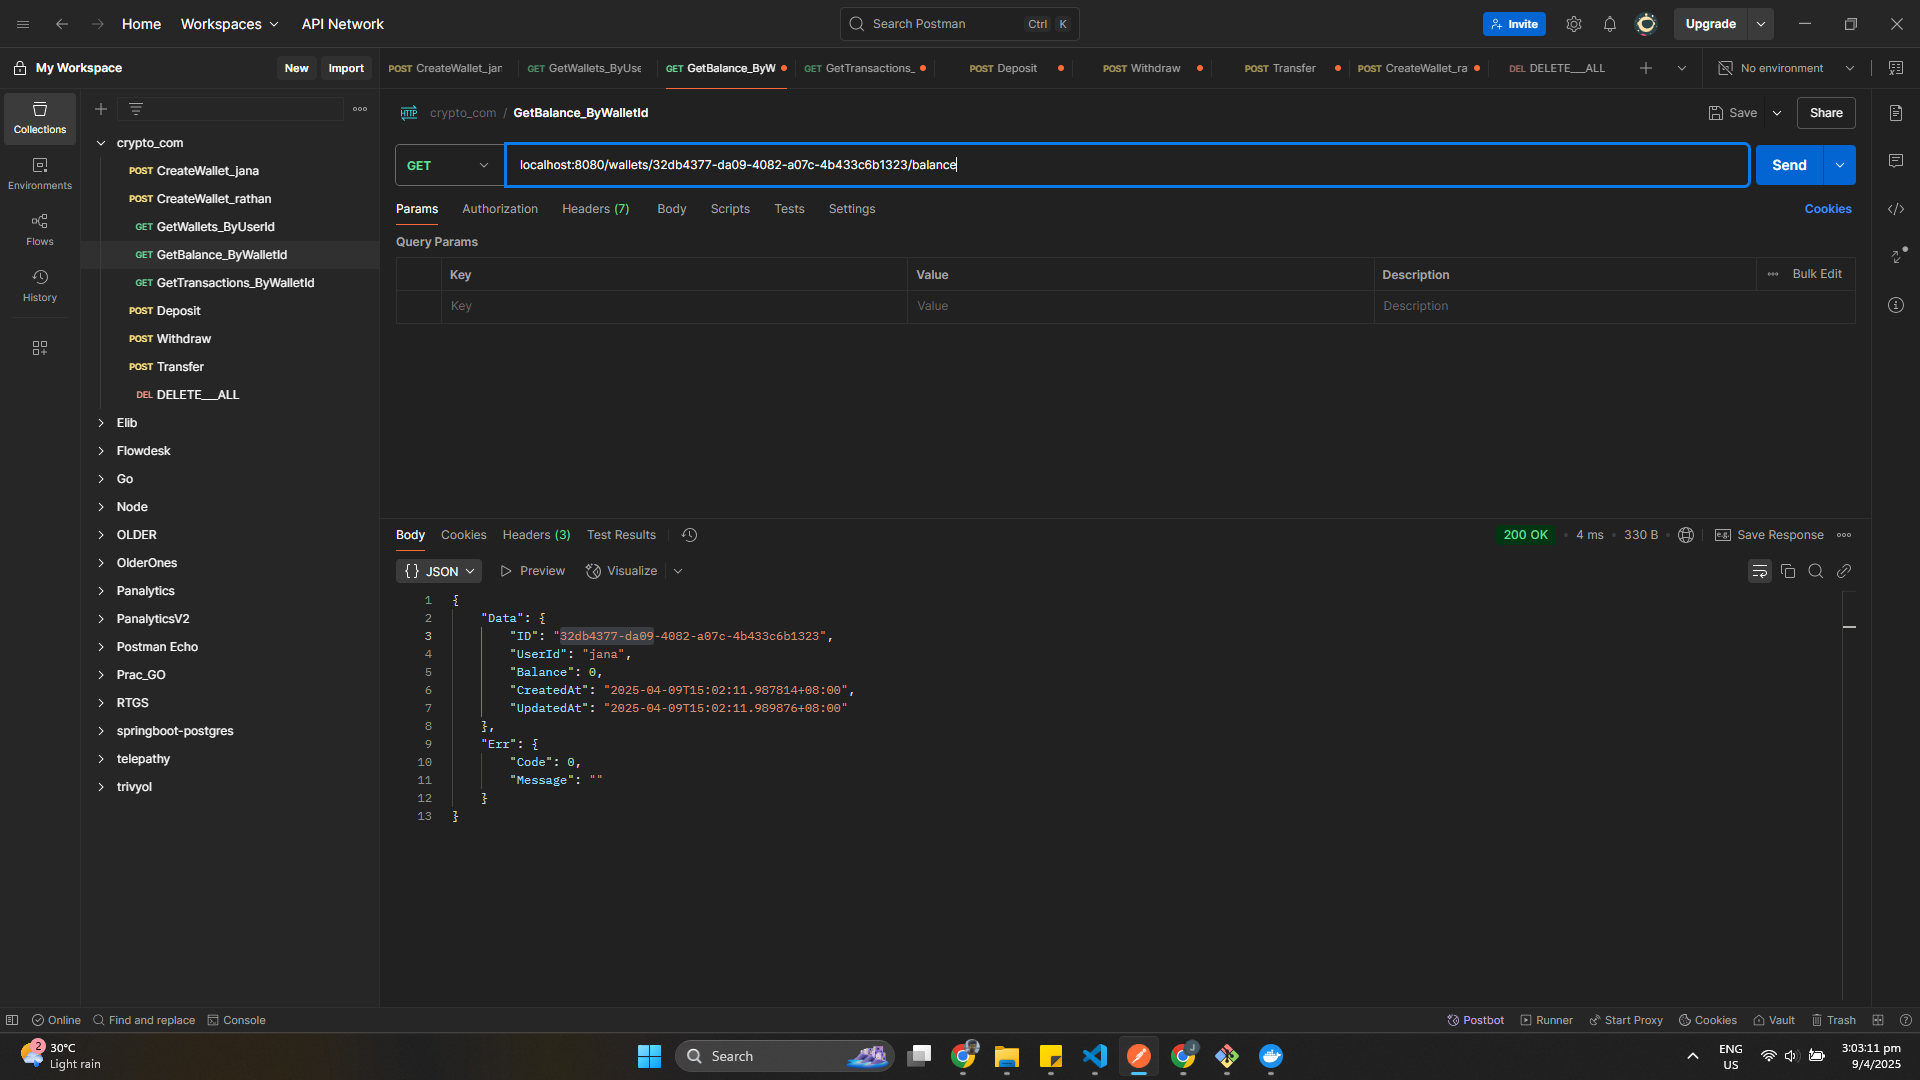 Home
Workspaces
API Network
Search Postman
Ctrl
K
Invite
Upgrade
My Workspace
New
Import
POST CreateWallet_jar
GET GetWallets_ByUse
GET GetBalance_ByW
GET GetTransactions_
POST Deposit
POST Withdraw
POST Transfer
POST CreateWallet_ra
DEL DELETE___ALL
No environment
Collections
Environments
Flows
History
crypto_com
POST CreateWallet_jana
POST CreateWallet_rathan
GET GetWallets_ByUserId
GET GetBalance_ByWalletId
GET GetTransactions_ByWalletId
POST Deposit
POST Withdraw
POST Transfer
DEL DELETE___ALL
Elib
Flowdesk
Go
Node
OLDER
OlderOnes
Panalytics
PanalyticsV2
Postman Echo
Prac_GO
RTGS
springboot-postgres
telepathy
trivyol
HTTP crypto_com / GetBalance_ByWalletId
Save
Share
GET
localhost:8080/wallets/32db4377-da09-4082-a07c-4b433c6b1323/balance
Send
Params Authorization Headers (7) Body Scripts Tests Settings
Cookies
Query Params
Key Value Description Bulk Edit
Key Value Description
Body Cookies Headers (3) Test Results
200 OK • 4 ms • 330 B
e.g. Save Response
{} JSON Preview Visualize
1 {
2 "Data": {
3 "ID": "32db4377-da09-4082-a07c-4b433c6b1323",
4 "UserId": "jana",
5 "Balance": 0,
6 "CreatedAt": "2025-04-09T15:02:11.987814+08:00",
7 "UpdatedAt": "2025-04-09T15:02:11.989876+08:00"
8 },
9 "Err": {
10 "Code": 0,
11 "Message": ""
12 }
13 }
Online
Find and replace
Console
Postbot
Runner
Start Proxy
Cookies
Vault
Trash
2
30°C
Light rain
Search
J
ENG
US
3:03:11 pm
9/4/2025